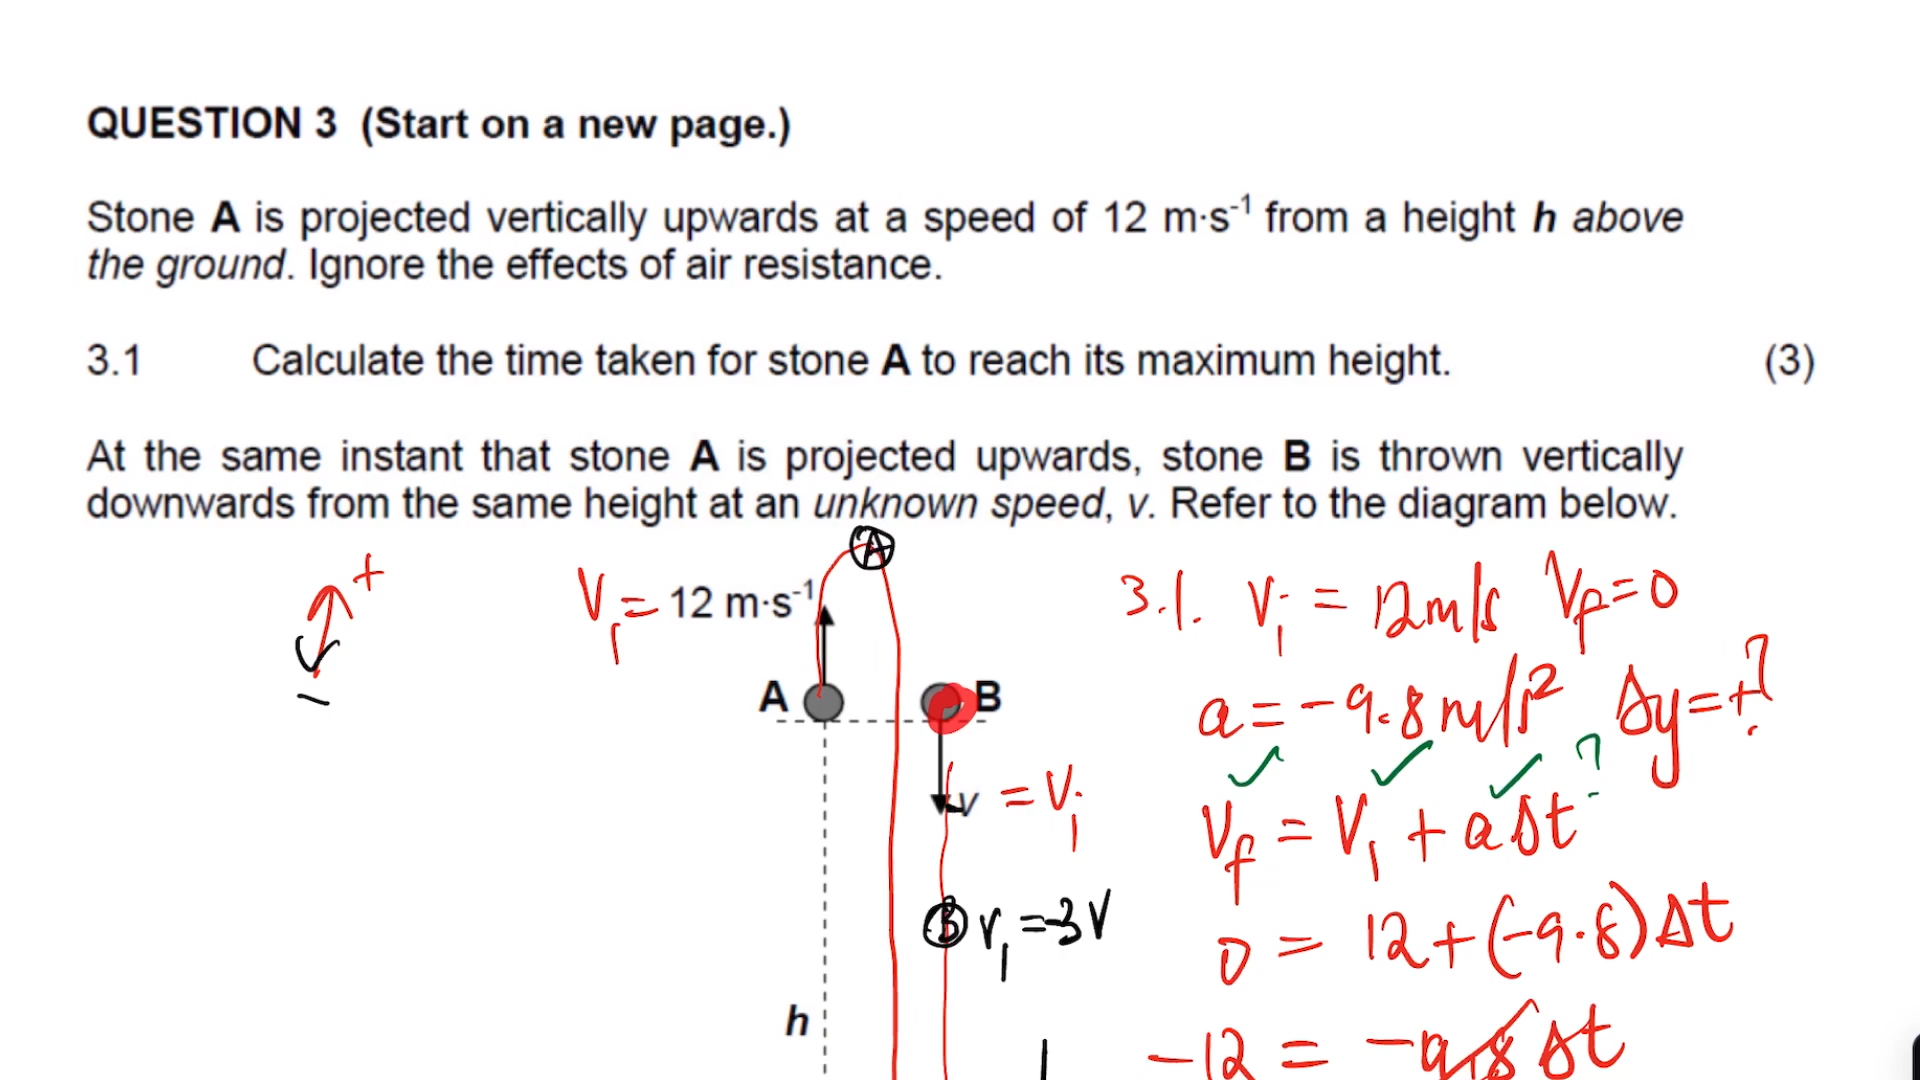 QUESTION 3 (Start on a new page.)
Stone A is projected vertically upwards at a speed of 12 m·s⁻¹ from a height h above
the ground. Ignore the effects of air resistance.
3.1 Calculate the time taken for stone A to reach its maximum height. (3)
At the same instant that stone A is projected upwards, stone B is thrown vertically
downwards from the same height at an unknown speed, v. Refer to the diagram below.
+
−
A
Vi = 12 m·s⁻¹
A
B
v = Vi
B Vi = -3V
h
3.1. Vi = 12m/s Vf = 0
a = -9.8 m/s² Δy = +?
✓ ✓ ✓ ?
Vf = Vi + aΔt
0 = 12 + (-9.8)Δt
-12 = -9.8 Δt